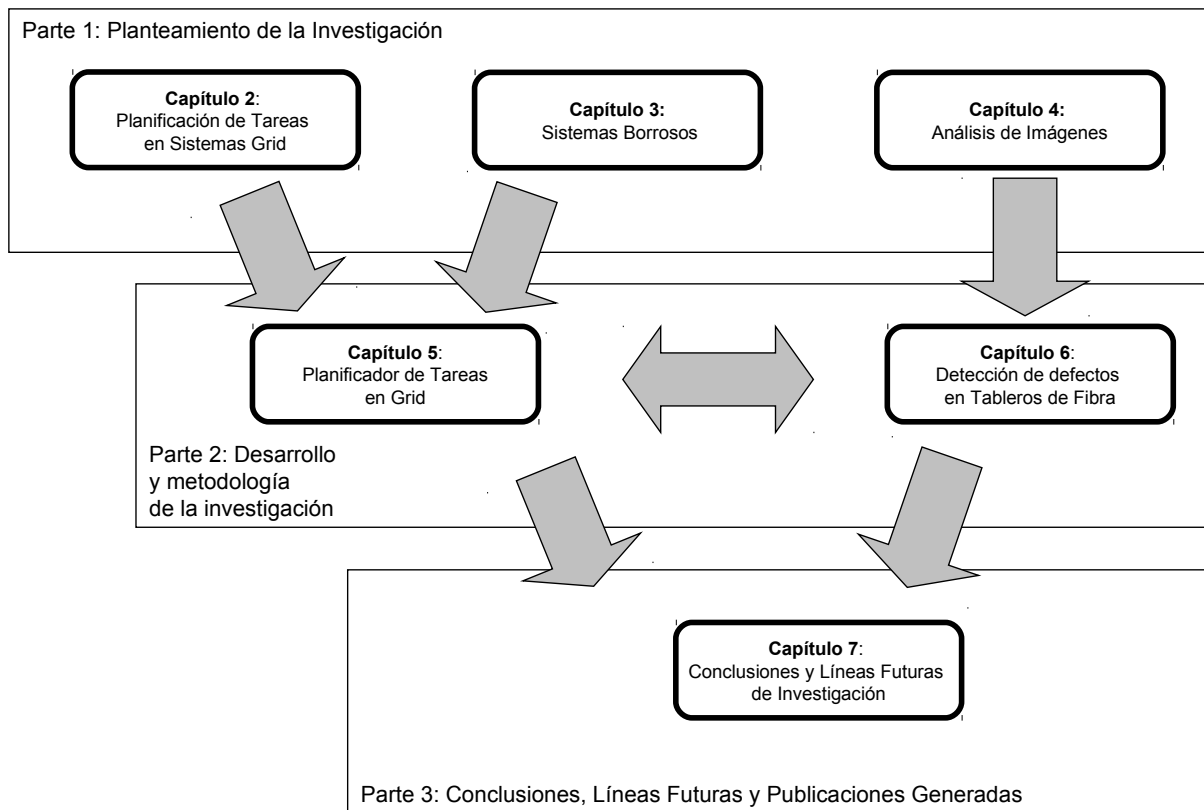 Parte 1: Planteamiento de la Investigación
Capítulo 2:
Planificación de Tareas
en Sistemas Grid
Capítulo 3:
Sistemas Borrosos
Capítulo 4:
Análisis de Imágenes
Capítulo 5:
Planificador de Tareas
en Grid
Capítulo 6:
Detección de defectos
en Tableros de Fibra
Parte 2: Desarrollo
y metodología
de la investigación
Capítulo 7:
Conclusiones y Líneas Futuras
de Investigación
Parte 3: Conclusiones, Líneas Futuras y Publicaciones Generadas